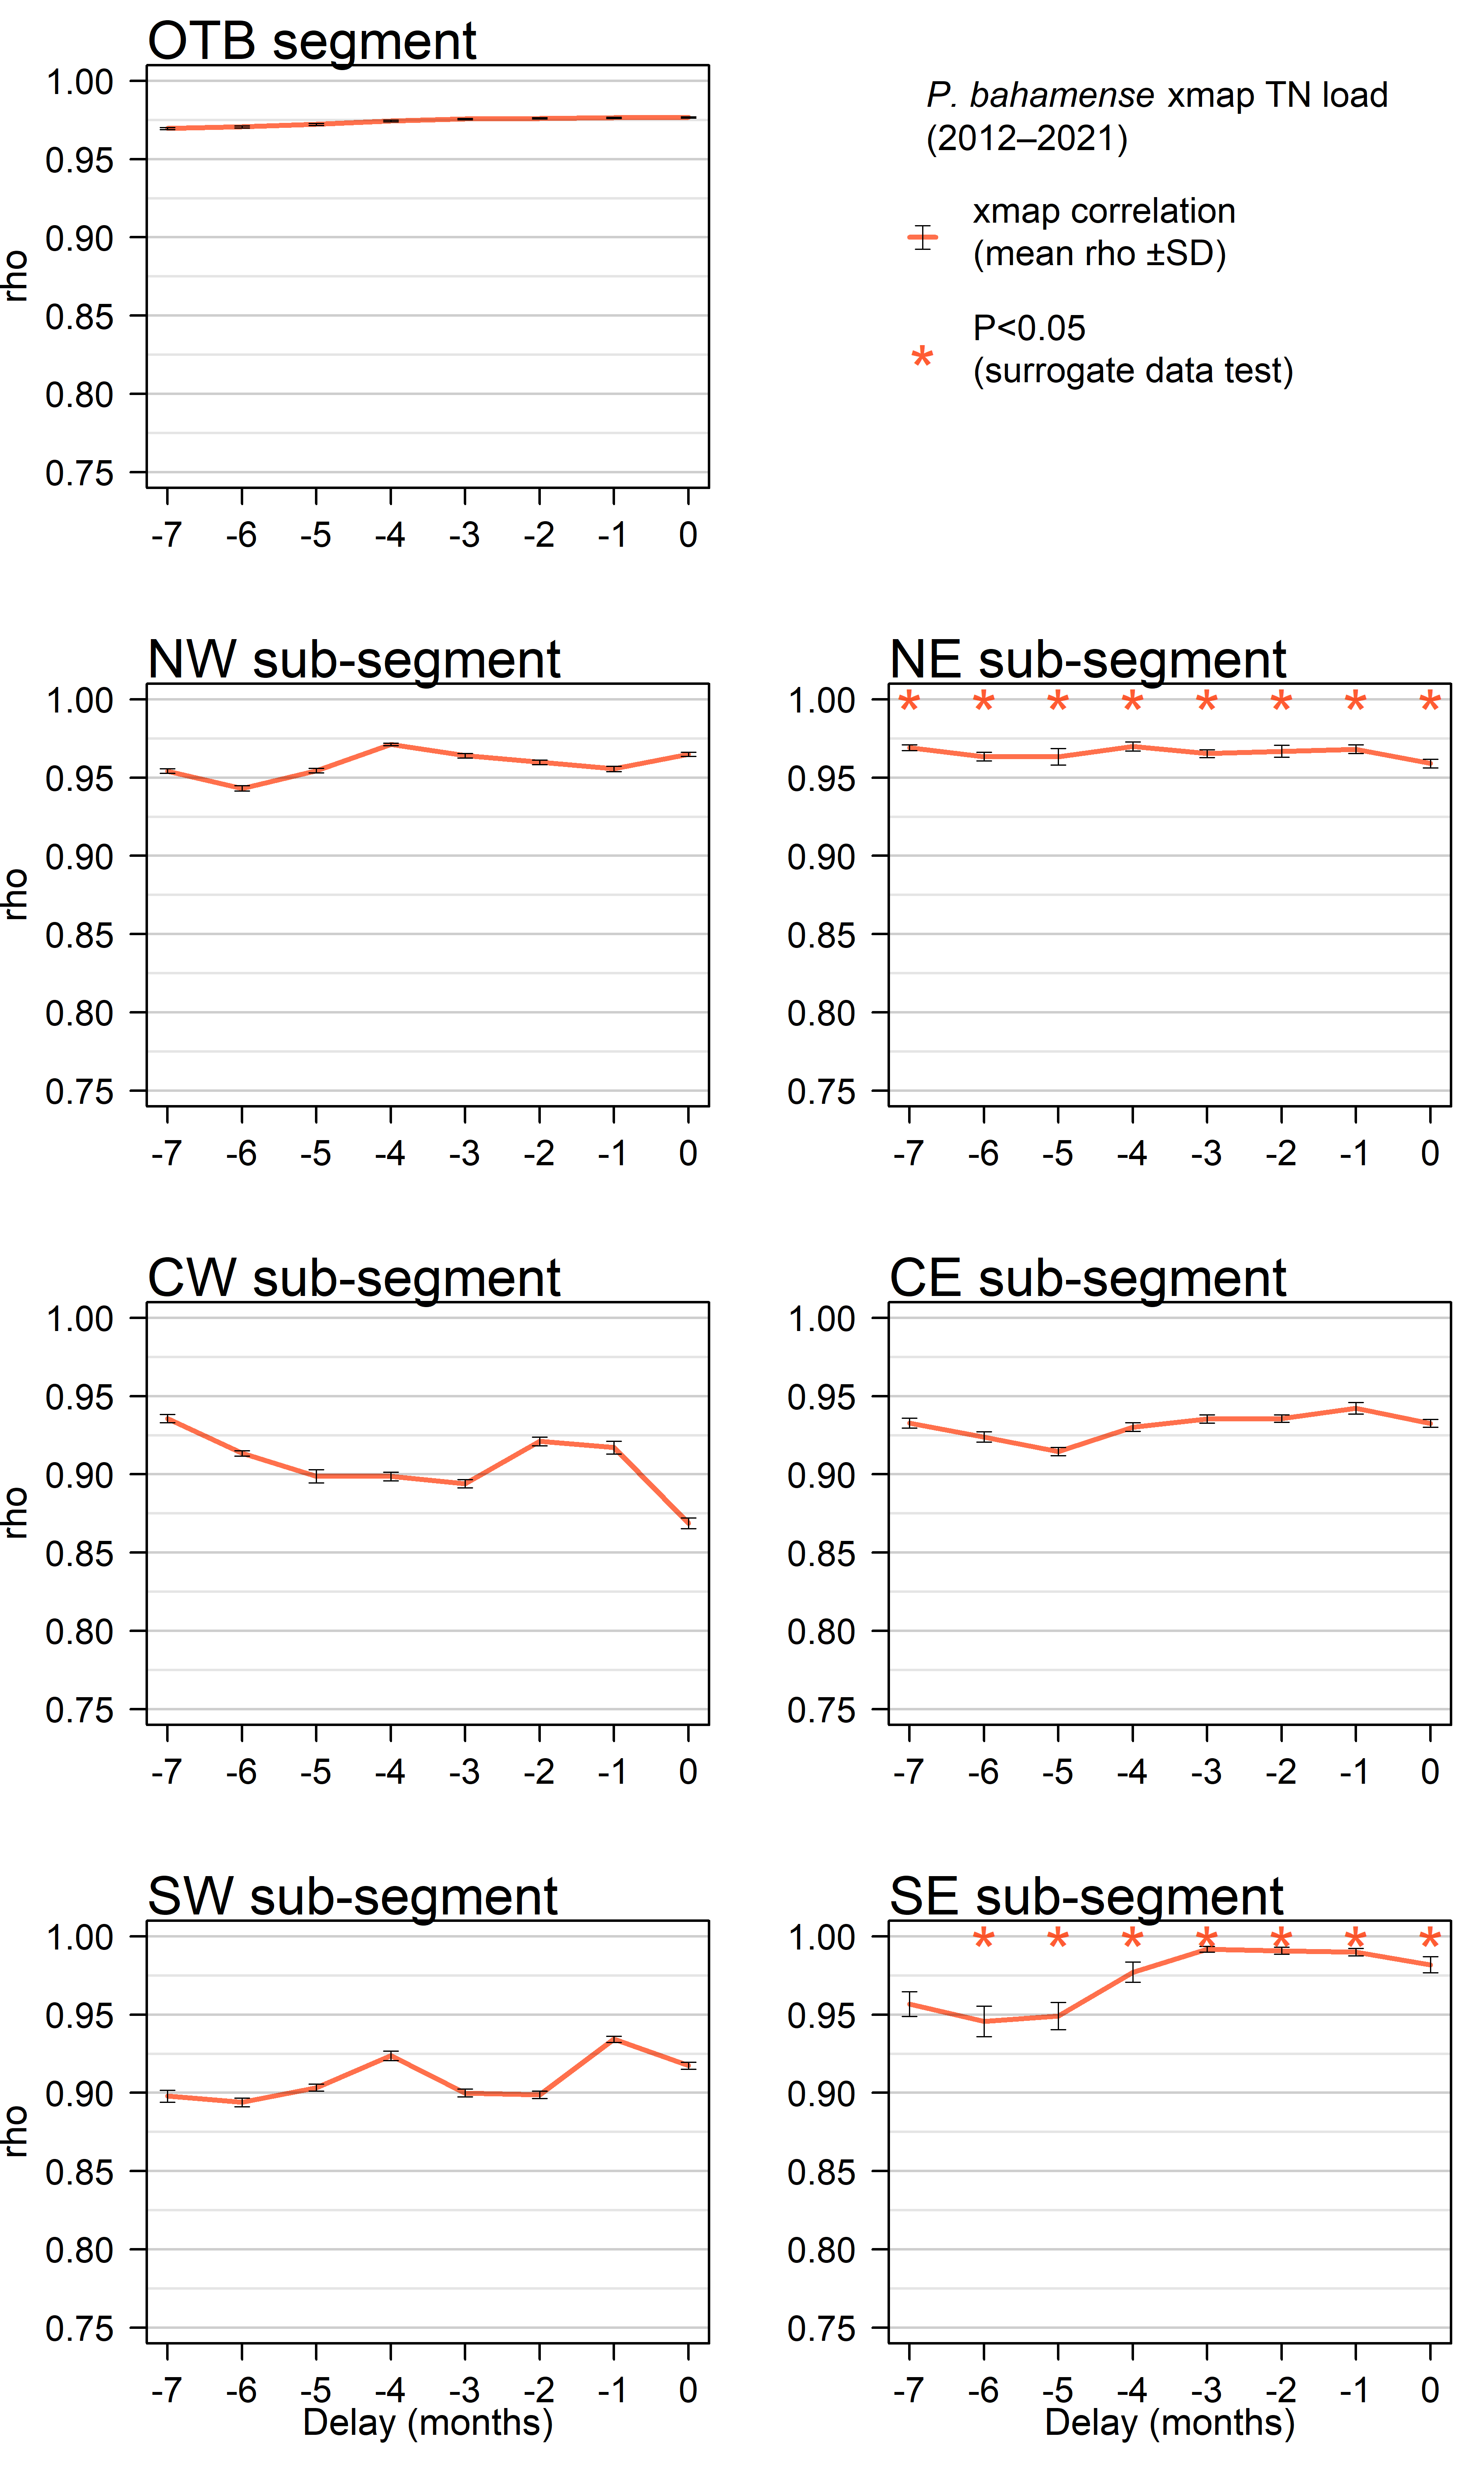 OTB segment
1.00
0.95
0.90
0.85
0.80
0.75
rho
-7 -6 -5 -4 -3 -2 -1 0
P. bahamense xmap TN load
(2012–2021)
xmap correlation
(mean rho ±SD)
* P<0.05
(surrogate data test)
NW sub-segment
1.00
0.95
0.90
0.85
0.80
0.75
rho
-7 -6 -5 -4 -3 -2 -1 0
NE sub-segment
* * * * * * * *
1.00
0.95
0.90
0.85
0.80
0.75
-7 -6 -5 -4 -3 -2 -1 0
CW sub-segment
1.00
0.95
0.90
0.85
0.80
0.75
rho
-7 -6 -5 -4 -3 -2 -1 0
CE sub-segment
1.00
0.95
0.90
0.85
0.80
0.75
-7 -6 -5 -4 -3 -2 -1 0
SW sub-segment
1.00
0.95
0.90
0.85
0.80
0.75
rho
-7 -6 -5 -4 -3 -2 -1 0
Delay (months)
SE sub-segment
* * * * * * *
1.00
0.95
0.90
0.85
0.80
0.75
-7 -6 -5 -4 -3 -2 -1 0
Delay (months)